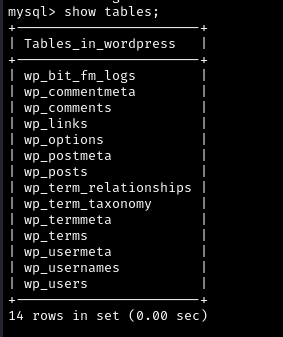 mysql> show tables;
+-----------------------+
| Tables_in_wordpress   |
+-----------------------+
| wp_bit_fm_logs        |
| wp_commentmeta        |
| wp_comments           |
| wp_links              |
| wp_options            |
| wp_postmeta           |
| wp_posts              |
| wp_term_relationships |
| wp_term_taxonomy      |
| wp_termmeta           |
| wp_terms              |
| wp_usermeta           |
| wp_usernames          |
| wp_users              |
+-----------------------+
14 rows in set (0.00 sec)